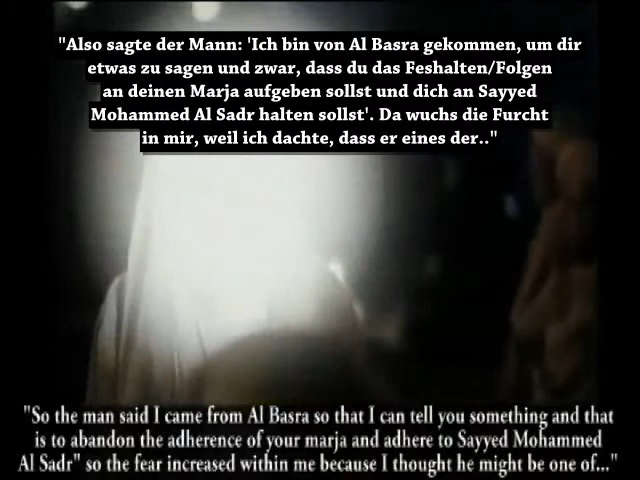 "Also sagte der Mann: 'Ich bin von Al Basra gekommen, um dir
etwas zu sagen und zwar, dass du das Feshalten/Folgen
an deinen Marja aufgeben sollst und dich an Sayyed
Mohammed Al Sadr halten sollst'. Da wuchs die Furcht
in mir, weil ich dachte, dass er eines der.."
"So the man said I came from Al Basra so that I can tell you something and that
is to abandon the adherence of your marja and adhere to Sayyed Mohammed
Al Sadr" so the fear increased within me because I thought he might be one of..."